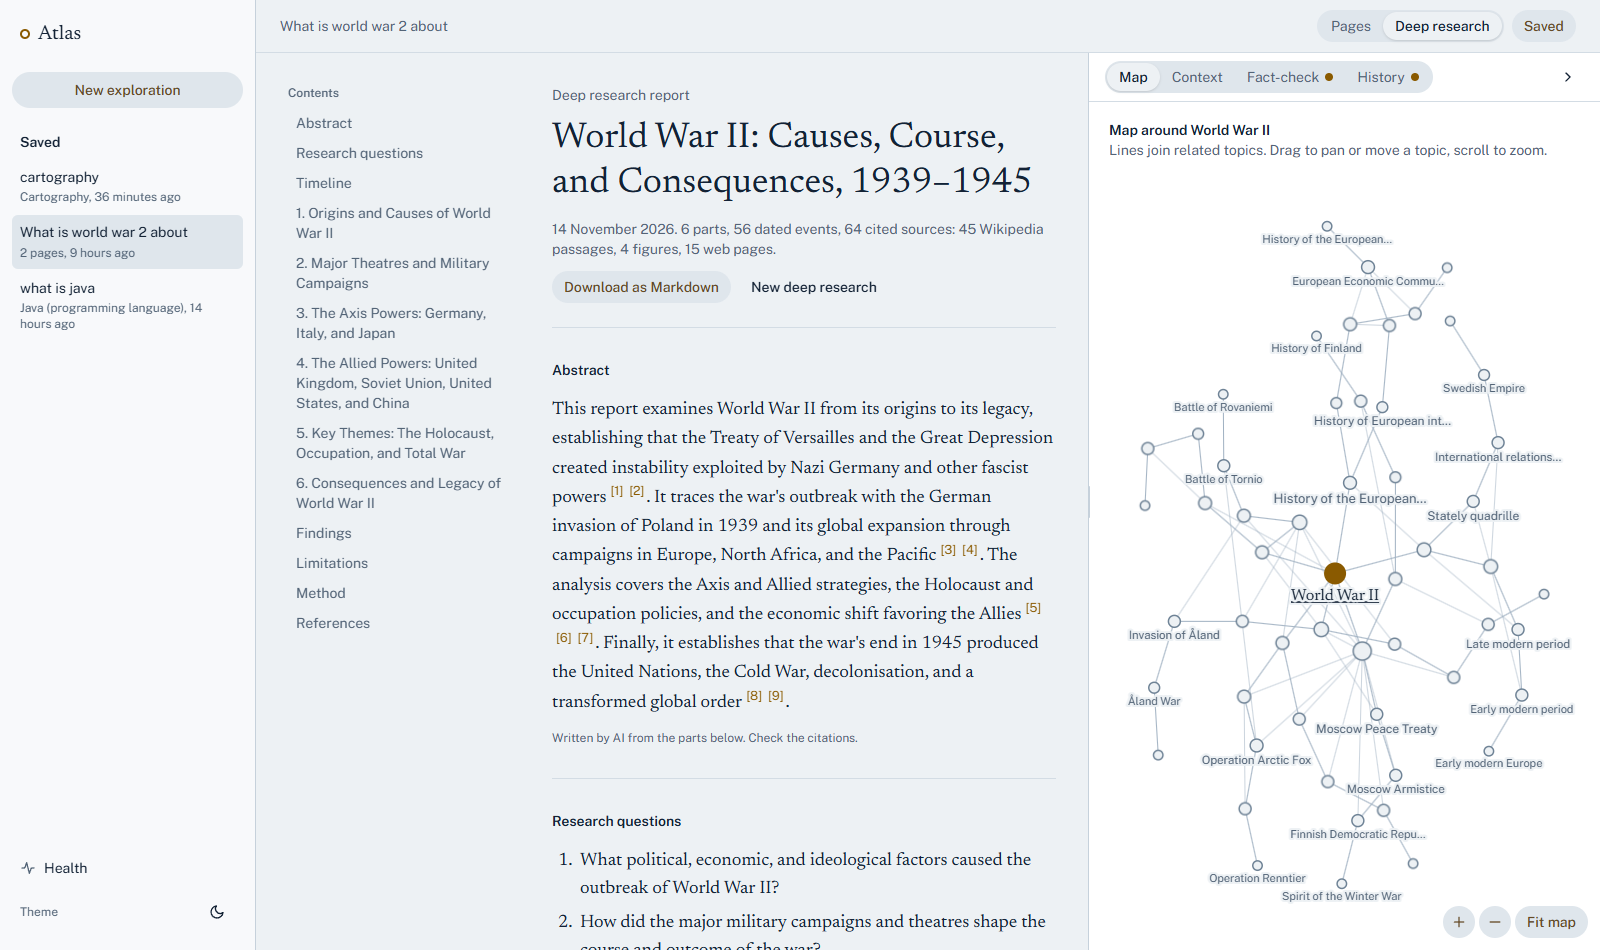 Atlas
New exploration
Saved
cartography
Cartography, 36 minutes ago
What is world war 2 about
2 pages, 9 hours ago
what is java
Java (programming language), 14
hours ago
Health
Theme
What is world war 2 about
Pages
Deep research
Saved
Contents
Abstract
Research questions
Timeline
1. Origins and Causes of World
War II
2. Major Theatres and Military
Campaigns
3. The Axis Powers: Germany,
Italy, and Japan
4. The Allied Powers: United
Kingdom, Soviet Union, United
States, and China
5. Key Themes: The Holocaust,
Occupation, and Total War
6. Consequences and Legacy of
World War II
Findings
Limitations
Method
References
Deep research report
World War II: Causes, Course,
and Consequences, 1939–1945
14 November 2026. 6 parts, 56 dated events, 64 cited sources: 45 Wikipedia
passages, 4 figures, 15 web pages.
Download as Markdown
New deep research
Abstract
This report examines World War II from its origins to its legacy,
establishing that the Treaty of Versailles and the Great Depression
created instability exploited by Nazi Germany and other fascist
powers [1] [2]. It traces the war's outbreak with the German
invasion of Poland in 1939 and its global expansion through
campaigns in Europe, North Africa, and the Pacific [3] [4]. The
analysis covers the Axis and Allied strategies, the Holocaust and
occupation policies, and the economic shift favoring the Allies [5]
[6] [7]. Finally, it establishes that the war's end in 1945 produced
the United Nations, the Cold War, decolonisation, and a
transformed global order [8] [9].
Written by AI from the parts below. Check the citations.
Research questions
1. What political, economic, and ideological factors caused the
outbreak of World War II?
2. How did the major military campaigns and theatres shape the
course and outcome of the war?
Map
Context
Fact-check
History
Map around World War II
Lines join related topics. Drag to pan or move a topic, scroll to zoom.
History of the European...
European Economic Commu...
History of Finland
Swedish Empire
Battle of Rovaniemi
History of European int...
International relations...
Battle of Tornio
History of the European...
Stately quadrille
World War II
Invasion of Åland
Late modern period
Åland War
Early modern period
Moscow Peace Treaty
Operation Arctic Fox
Early modern Europe
Moscow Armistice
Finnish Democratic Repu...
Operation Renntier
Spirit of the Winter War
+
−
Fit map